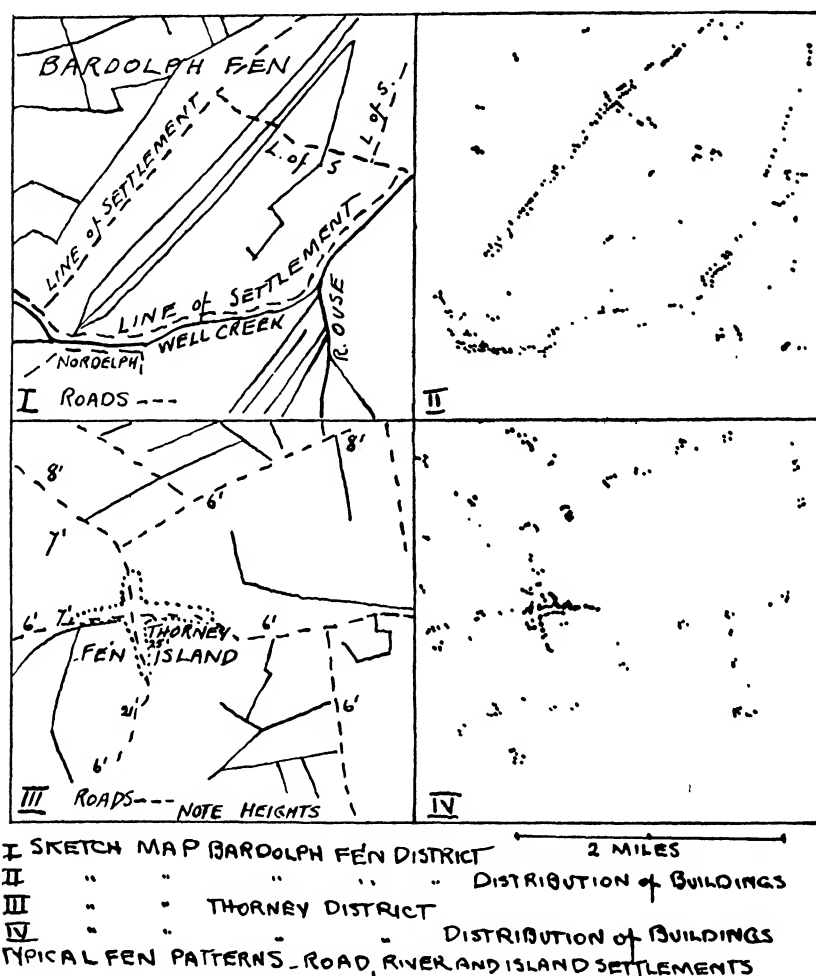 BARDOLPH FEN
LINE of SETTLEMENT
L. of S
L of S.
LINE of SETTLEMENT
WELL CREEK
R. OUSE
NORDELPH
I ROADS ---
II
8'
8'
6'
7'
6' 7' 6'
THORNEY
25'
FEN ISLAND
2'
6'
6'
III ROADS--- NOTE HEIGHTS
IV
2 MILES
I SKETCH MAP BARDOLPH FEN DISTRICT
II " " " " " DISTRIBUTION of BUILDINGS
III " " THORNEY DISTRICT
IV " " " " DISTRIBUTION of BUILDINGS
TYPICAL FEN PATTERNS - ROAD, RIVER AND ISLAND SETTLEMENTS